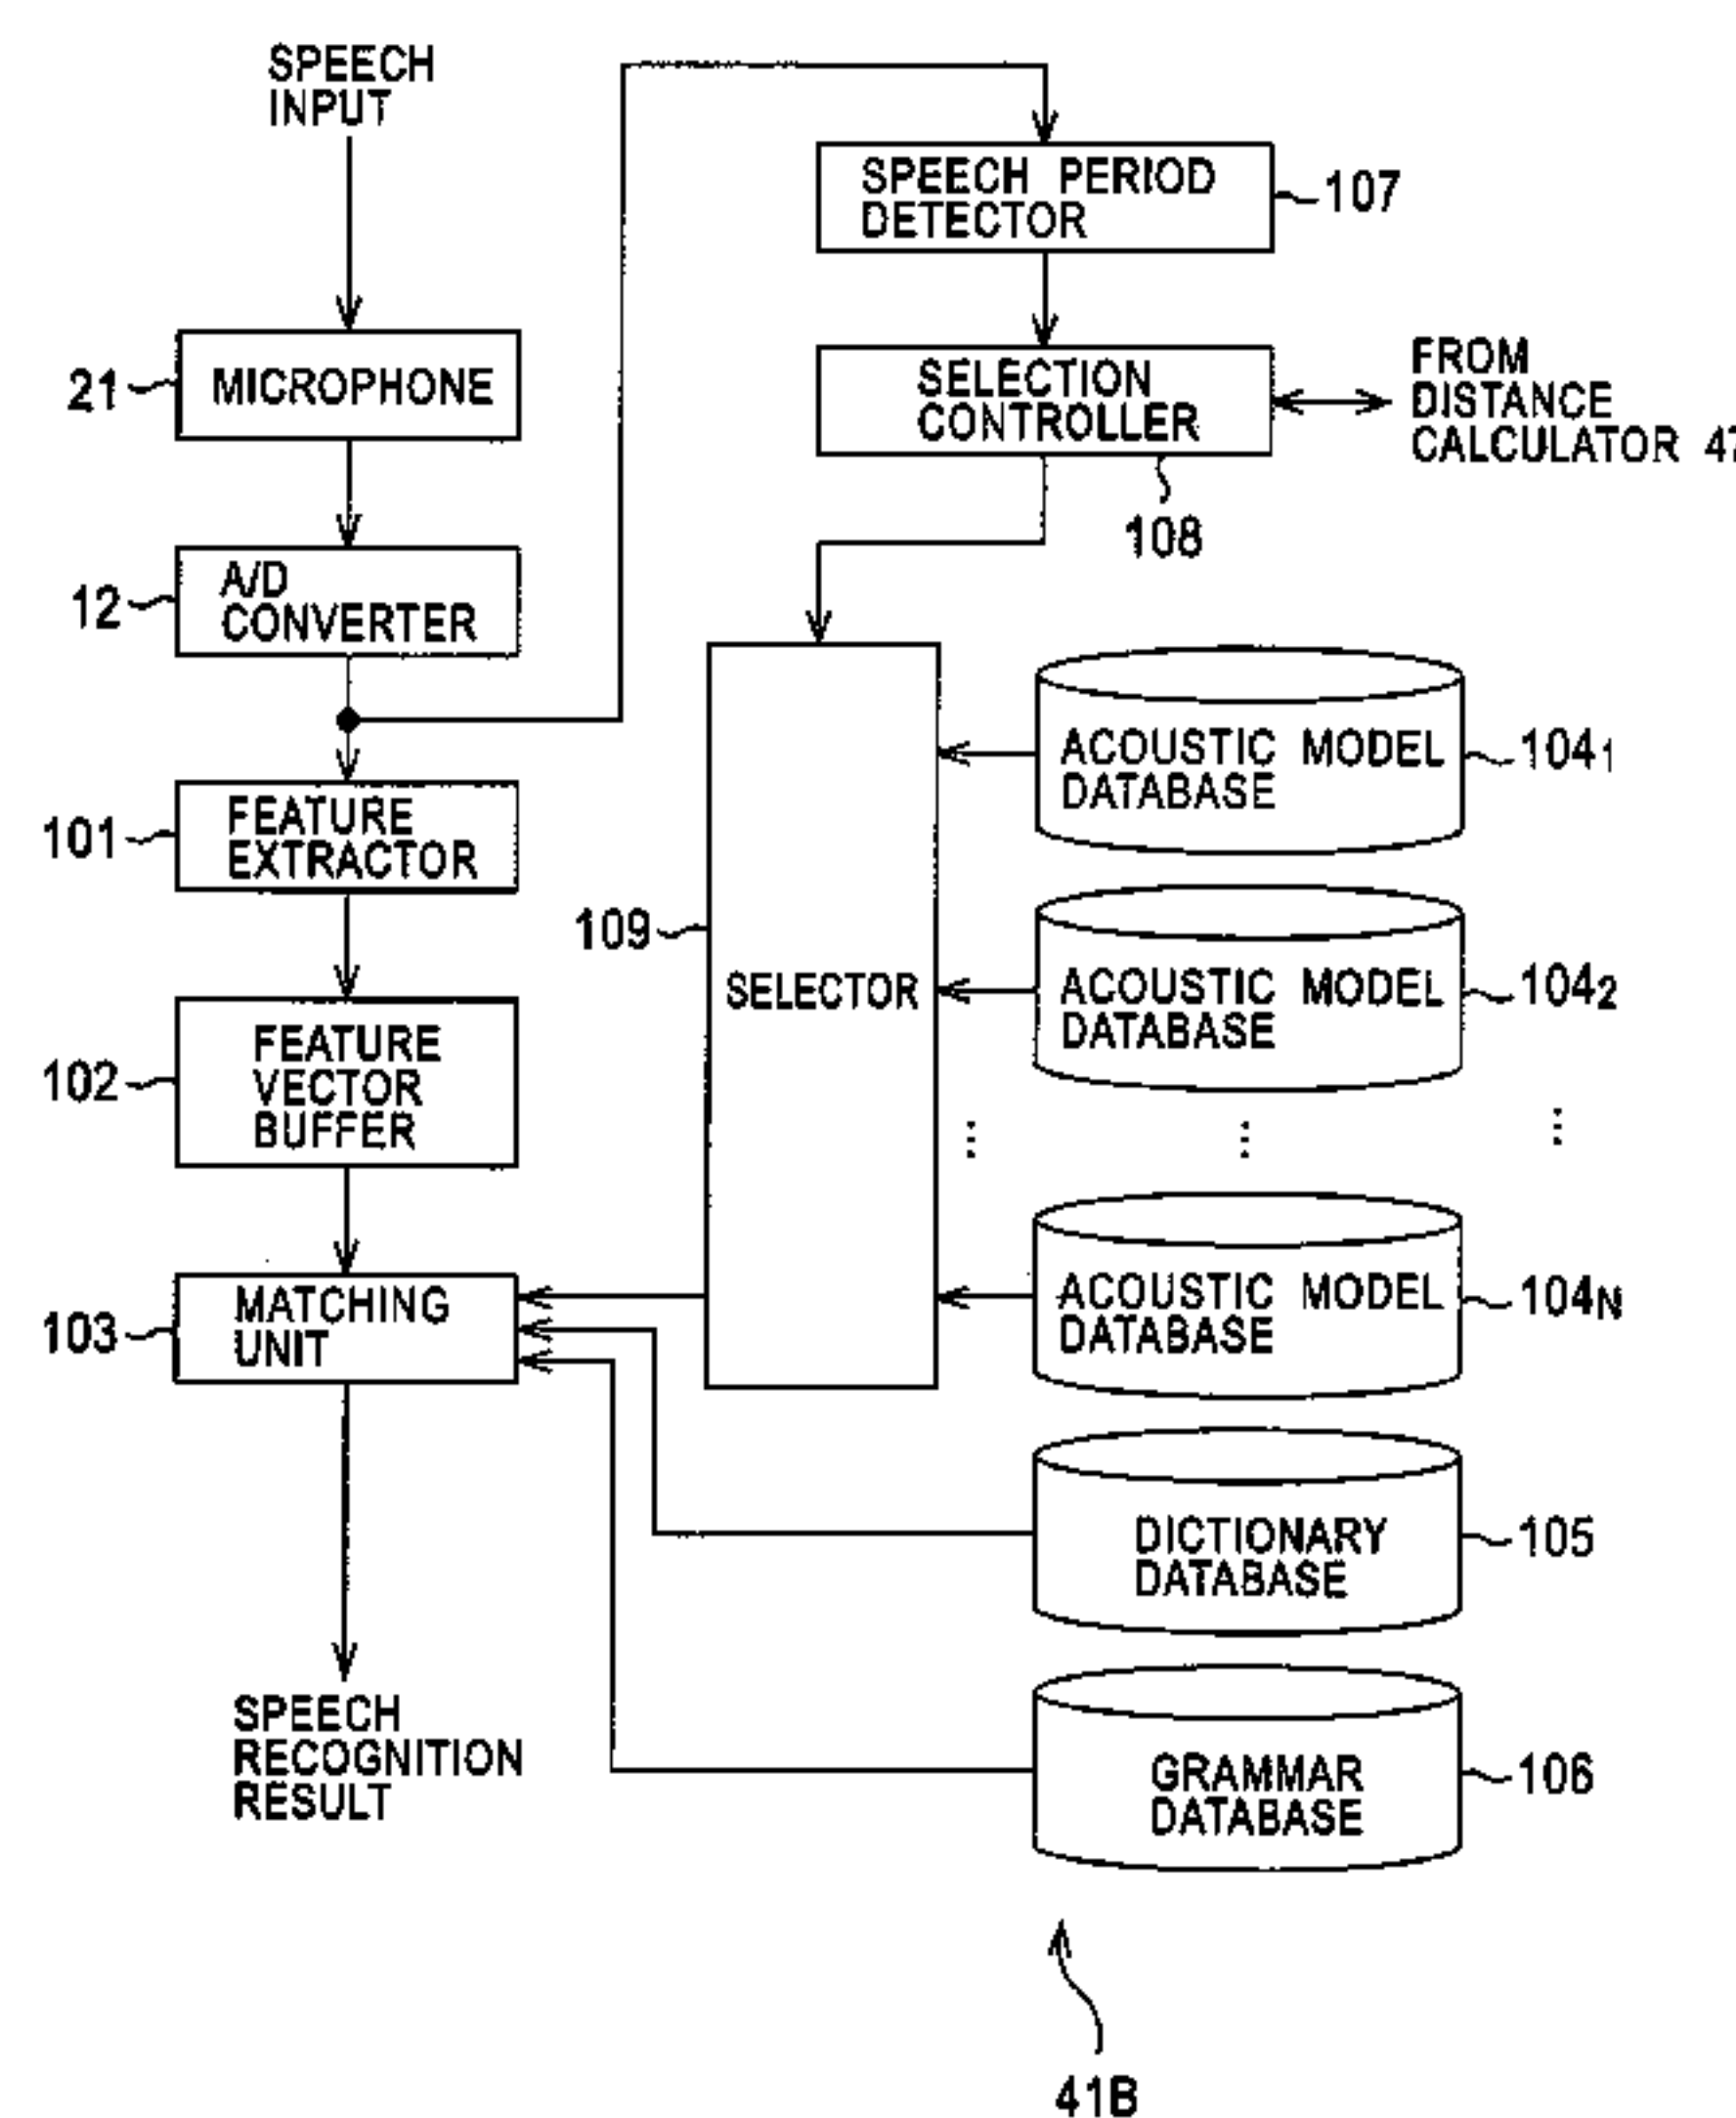 SPEECH
INPUT
SPEECH PERIOD
DETECTOR
107
21
MICROPHONE
SELECTION
CONTROLLER
FROM
DISTANCE
CALCULATOR 47
108
12
A/D
CONVERTER
101
FEATURE
EXTRACTOR
ACOUSTIC MODEL
DATABASE
104₁
109
SELECTOR
ACOUSTIC MODEL
DATABASE
104₂
102
FEATURE
VECTOR
BUFFER
⋮ ⋮ ⋮
103
MATCHING
UNIT
ACOUSTIC MODEL
DATABASE
104N
DICTIONARY
DATABASE
105
SPEECH
RECOGNITION
RESULT
GRAMMAR
DATABASE
106
41B